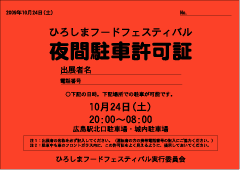 2009年10月24日(土)
No.
ひろしまフードフェスティバル
夜間駐車許可証
出展者名
電話番号
○下記の日時、下記場所での駐車が可能です。
10月24日(土)
20:00〜08:00
広島駅北口駐車場・城内駐車場
ひろしまフードフェスティバル実行委員会